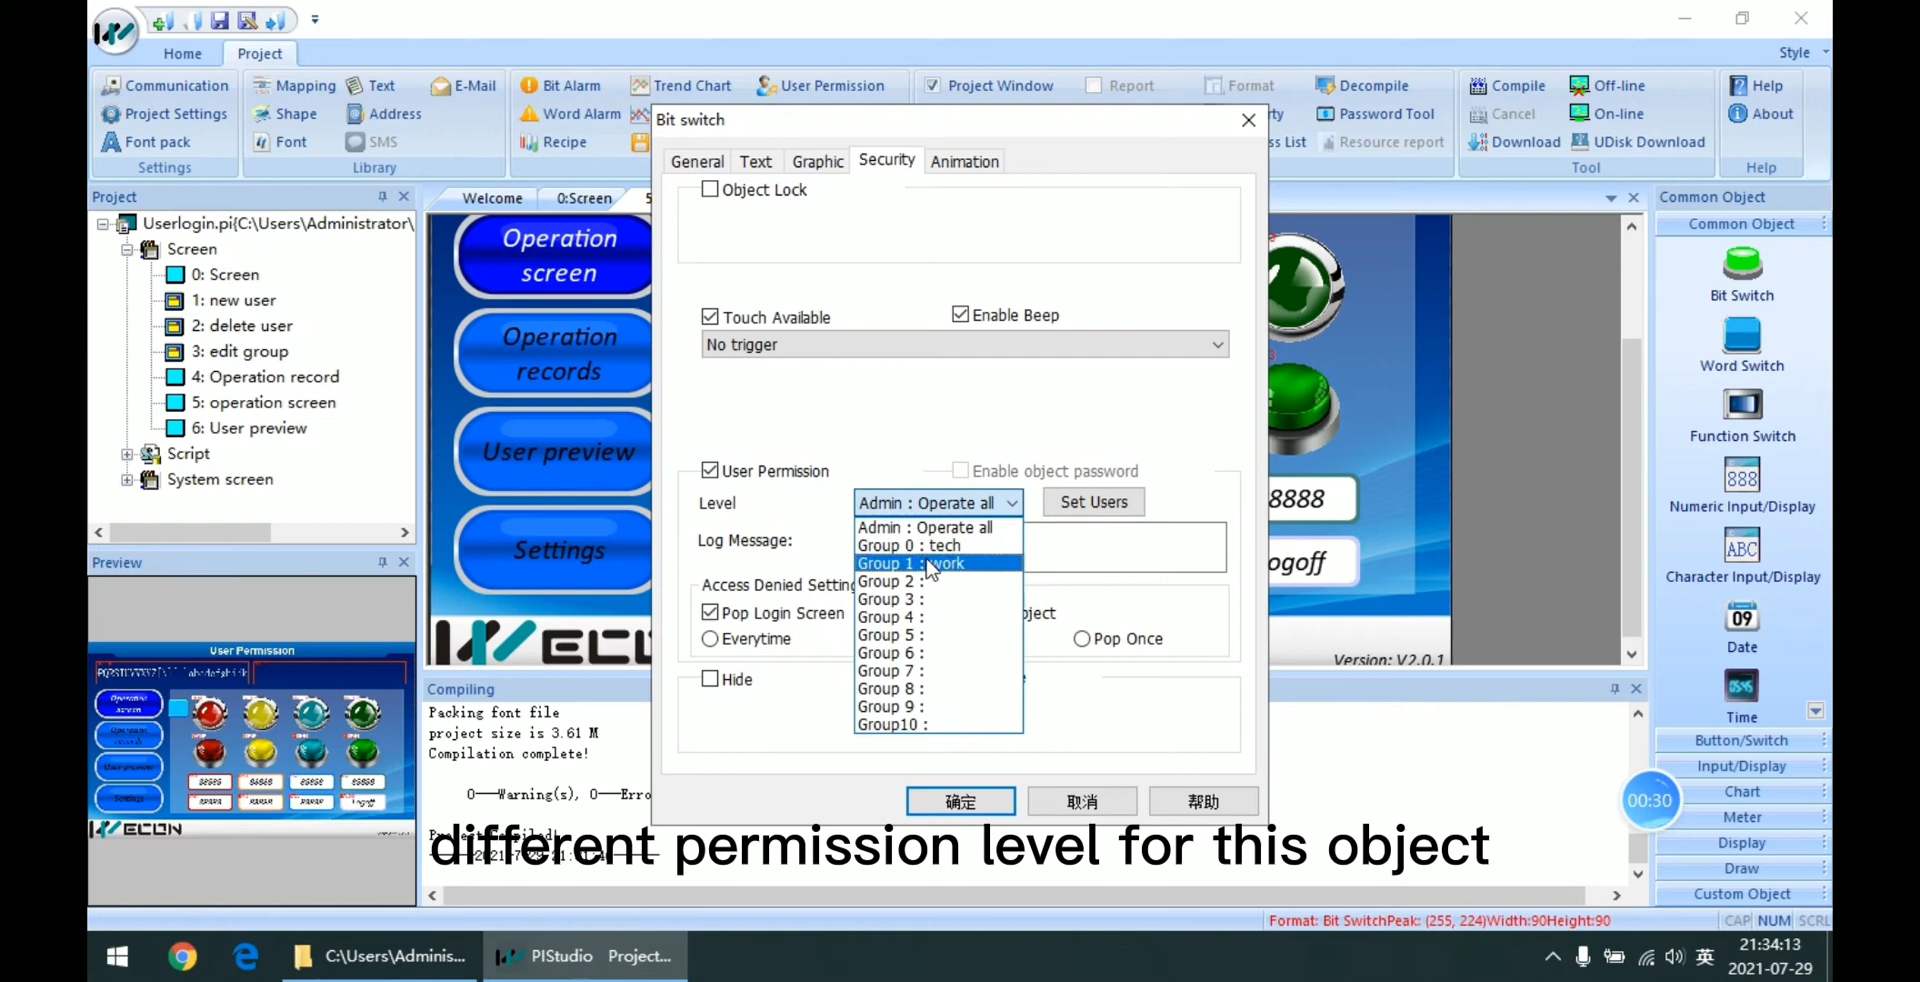 Home
Project
Style
Communication
Mapping
Text
E-Mail
Bit Alarm
Trend Chart
User Permission
Project Window
Report
Format
Decompile
Compile
Off-line
Help
Project Settings
Shape
Address
Word Alarm
Password Tool
Cancel
On-line
About
Font pack
Font
SMS
Recipe
ss List
Resource report
Download
UDisk Download
Settings
Library
Tool
Help
Bit switch
General
Text
Graphic
Security
Animation
Object Lock
Touch Available
Enable Beep
No trigger
User Permission
Enable object password
Level
Admin : Operate all
Set Users
Admin : Operate all
Group 0 : tech
Group 1 : work
Group 2 :
Group 3 :
Group 4 :
Group 5 :
Group 6 :
Group 7 :
Group 8 :
Group 9 :
Group10 :
Log Message:
Access Denied Setting
Pop Login Screen
Everytime
Pop Once
Hide
确定
取消
帮助
Project
Userlogin.pi{C:\Users\Administrator\
Screen
0: Screen
1: new user
2: delete user
3: edit group
4: Operation record
5: operation screen
6: User preview
Script
System screen
Preview
User Permission
Welcome
0:Screen
Operation
screen
Operation
records
User preview
Settings
8888
ogoff
WECON
Version: V2.0.1
Compiling
Packing font file
project size is 3.61 M
Compilation complete!
0——Warning(s), 0——Erro
different permission level for this object
Common Object
Common Object
Bit Switch
Word Switch
Function Switch
Numeric Input/Display
Character Input/Display
Date
Time
Button/Switch
Input/Display
Chart
Meter
Display
Draw
Custom Object
00:30
Format: Bit SwitchPeak: (255, 224)Width:90Height:90
CAP NUM SCRL
C:\Users\Adminis...
PIStudio Project...
英
21:34:13
2021-07-29